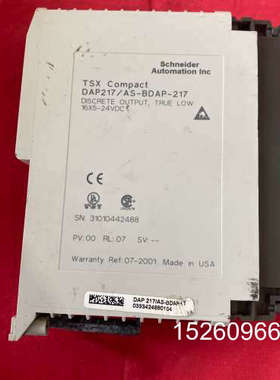 Schneider
Automation Inc
TSX Compact
DAP217/AS-BDAP-217
DISCRETE OUTPUT, TRUE LOW
16X5-24VDC
SN: 31010442468
PV:00 RL:07 SV:--
Warranty Ref:07-2001 Made in USA
DAP 217/AS-BDAP-217
15260966